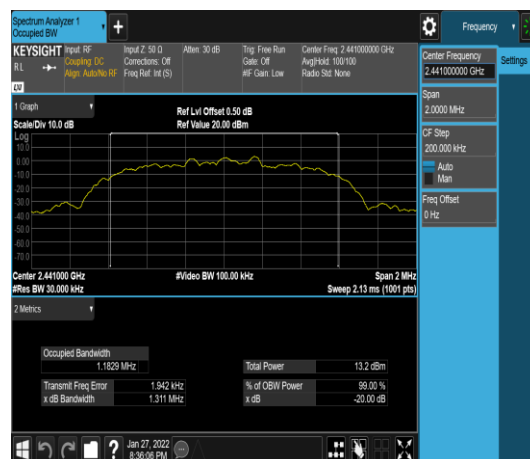 Spectrum Analyzer 1
Occupied BW
+
Frequency
KEYSIGHT
RL
Input: RF
Coupling: DC
Align: Auto/No RF
Input Z: 50 Ω
Corrections: Off
Freq Ref: Int (S)
Atten: 30 dB
Trig: Free Run
Gate: Off
#IF Gain: Low
Center Freq: 2.441000000 GHz
Avg|Hold: 100/100
Radio Std: None
LXI
Center Frequency
2.441000000 GHz
Settings
Span
2.0000 MHz
CF Step
200.000 kHz
Auto
Man
Freq Offset
0 Hz
1 Graph
Scale/Div 10.0 dB
Ref Lvl Offset 0.50 dB
Ref Value 20.00 dBm
Log
10.0
0.00
-10.0
-20.0
-30.0
-40.0
-50.0
-60.0
-70.0
Center 2.441000 GHz
#Video BW 100.00 kHz
Span 2 MHz
#Res BW 30.000 kHz
Sweep 2.13 ms (1001 pts)
2 Metrics
Occupied Bandwidth
1.1829 MHz
Total Power 13.2 dBm
Transmit Freq Error 1.942 kHz
% of OBW Power 99.00 %
x dB Bandwidth 1.311 MHz
x dB -20.00 dB
?
Jan 27, 2022
8:36:06 PM